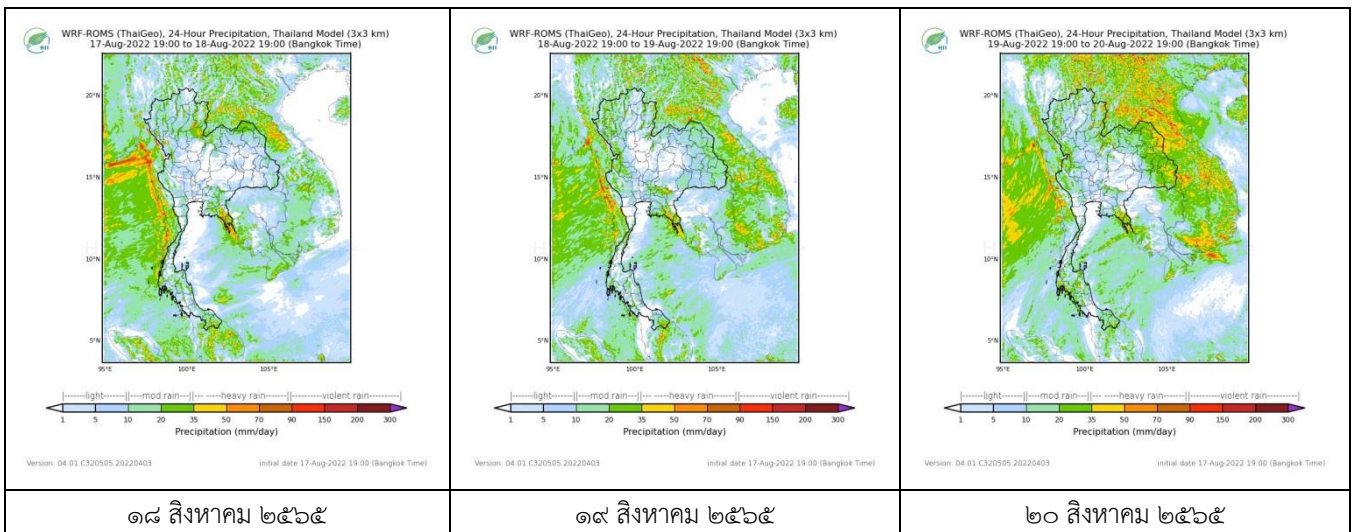 WRF-ROMS (ThaiGeo), 24-Hour Precipitation, Thailand Model (3x3 km)
17-Aug-2022 19:00 to 18-Aug-2022 19:00 (Bangkok Time)
20°N
15°N
10°N
5°N
95°E 100°E 105°E
|-------light------||---mod rain---||--- ---heavy rain------||---------violent rain---------|
1 5 10 20 35 50 70 90 150 200 300
Precipitation (mm/day)
Version: 04.01.C320505.20220403 initial date 17-Aug-2022 19:00 (Bangkok Time)
๑๘ สิงหาคม ๒๕๖๕
WRF-ROMS (ThaiGeo), 24-Hour Precipitation, Thailand Model (3x3 km)
18-Aug-2022 19:00 to 19-Aug-2022 19:00 (Bangkok Time)
20°N
15°N
10°N
5°N
95°E 100°E 105°E
|-------light------||---mod rain---||--- ---heavy rain------||---------violent rain---------|
1 5 10 20 35 50 70 90 150 200 300
Precipitation (mm/day)
Version: 04.01.C320505.20220403 initial date 17-Aug-2022 19:00 (Bangkok Time)
๑๙ สิงหาคม ๒๕๖๕
WRF-ROMS (ThaiGeo), 24-Hour Precipitation, Thailand Model (3x3 km)
19-Aug-2022 19:00 to 20-Aug-2022 19:00 (Bangkok Time)
20°N
15°N
10°N
5°N
95°E 100°E 105°E
|-------light------||---mod rain---||--- ---heavy rain------||---------violent rain---------|
1 5 10 20 35 50 70 90 150 200 300
Precipitation (mm/day)
Version: 04.01.C320505.20220403 initial date 17-Aug-2022 19:00 (Bangkok Time)
๒๐ สิงหาคม ๒๕๖๕